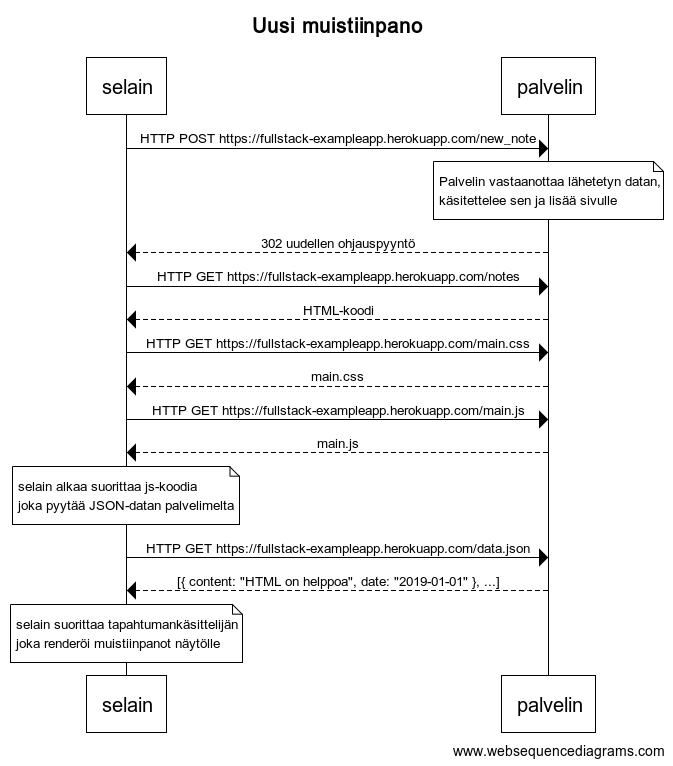 Uusi muistiinpano
selain
palvelin
HTTP POST https://fullstack-exampleapp.herokuapp.com/new_note
Palvelin vastaanottaa lähetetyn datan,
käsitettelee sen ja lisää sivulle
302 uudellen ohjauspyyntö
HTTP GET https://fullstack-exampleapp.herokuapp.com/notes
HTML-koodi
HTTP GET https://fullstack-exampleapp.herokuapp.com/main.css
main.css
HTTP GET https://fullstack-exampleapp.herokuapp.com/main.js
main.js
selain alkaa suorittaa js-koodia
joka pyytää JSON-datan palvelimelta
HTTP GET https://fullstack-exampleapp.herokuapp.com/data.json
[{ content: "HTML on helppoa", date: "2019-01-01" }, ...]
selain suorittaa tapahtumankäsittelijän
joka renderöi muistiinpanot näytölle
selain
palvelin
www.websequencediagrams.com